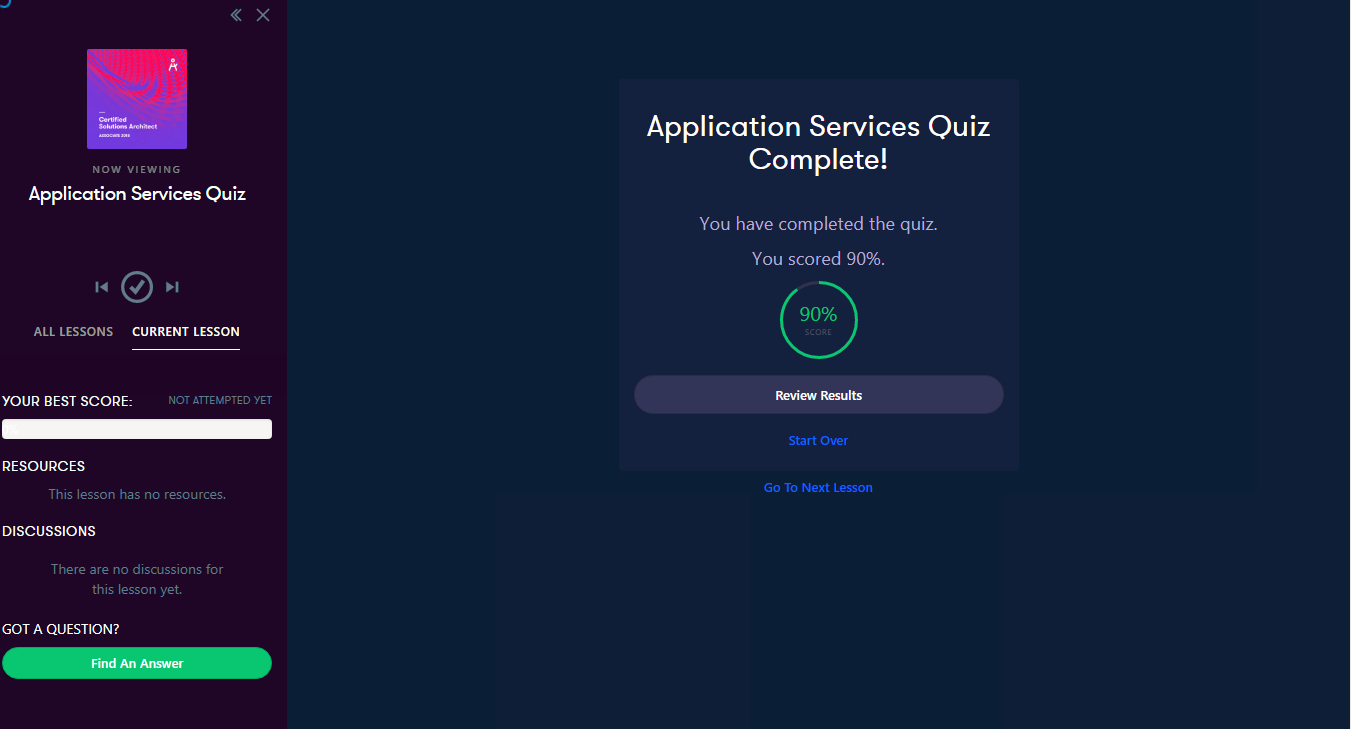 Certified
Solutions Architect
NOW VIEWING
Application Services Quiz
ALL LESSONS
CURRENT LESSON
YOUR BEST SCORE:
NOT ATTEMPTED YET
RESOURCES
This lesson has no resources.
DISCUSSIONS
There are no discussions for
this lesson yet.
GOT A QUESTION?
Find An Answer
Application Services Quiz
Complete!
You have completed the quiz.
You scored 90%.
90%
SCORE
Review Results
Start Over
Go To Next Lesson